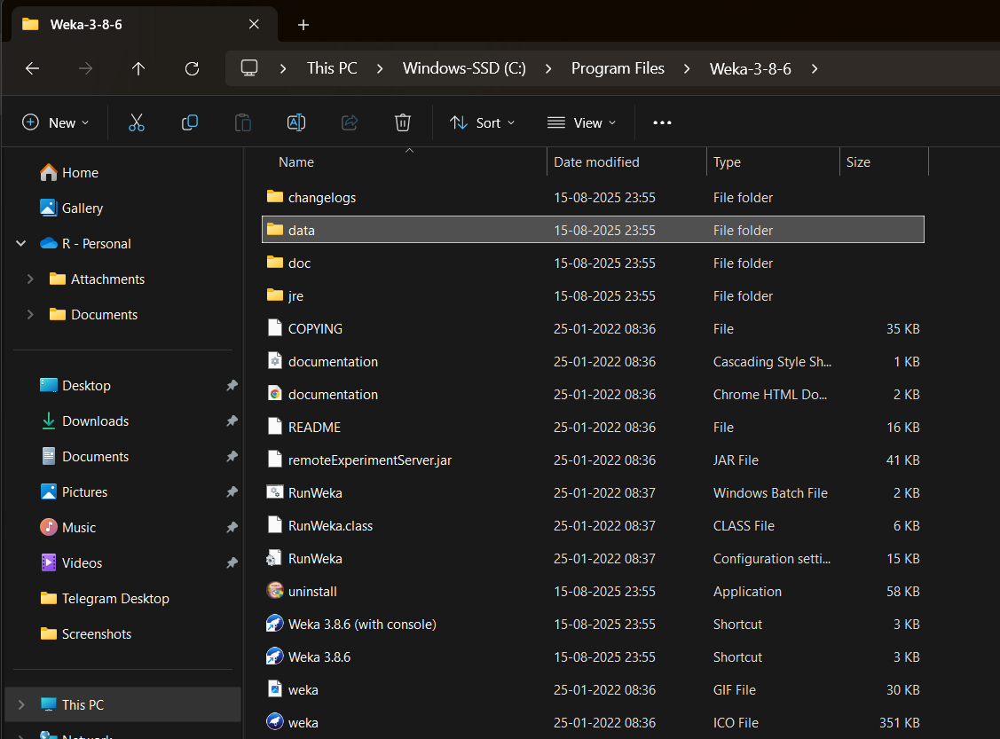 Weka-3-8-6
This PC > Windows-SSD (C:) > Program Files > Weka-3-8-6 >
New Sort View
Home
Gallery
R - Personal
Attachments
Documents
Desktop
Downloads
Documents
Pictures
Music
Videos
Telegram Desktop
Screenshots
This PC
Network
Name Date modified Type Size
changelogs 15-08-2025 23:55 File folder
data 15-08-2025 23:55 File folder
doc 15-08-2025 23:55 File folder
jre 15-08-2025 23:55 File folder
COPYING 25-01-2022 08:36 File 35 KB
documentation 25-01-2022 08:36 Cascading Style Sh... 1 KB
documentation 25-01-2022 08:36 Chrome HTML Do... 2 KB
README 25-01-2022 08:36 File 16 KB
remoteExperimentServer.jar 25-01-2022 08:36 JAR File 41 KB
RunWeka 25-01-2022 08:37 Windows Batch File 2 KB
RunWeka.class 25-01-2022 08:37 CLASS File 6 KB
RunWeka 25-01-2022 08:37 Configuration setti... 15 KB
uninstall 15-08-2025 23:55 Application 58 KB
Weka 3.8.6 (with console) 15-08-2025 23:55 Shortcut 3 KB
Weka 3.8.6 15-08-2025 23:55 Shortcut 3 KB
weka 25-01-2022 08:36 GIF File 30 KB
weka 25-01-2022 08:36 ICO File 351 KB